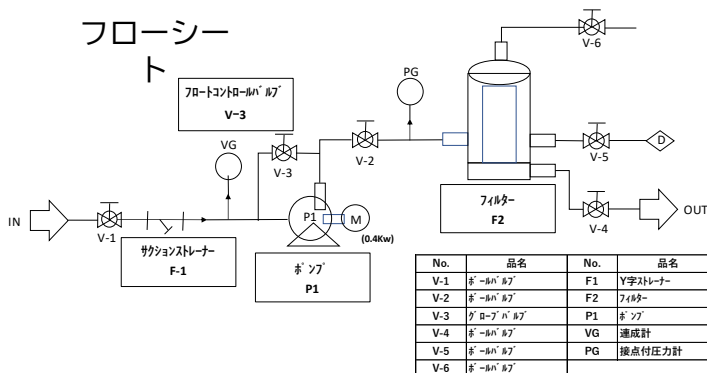 フローシー
ト
V-6
PG
ﾌﾛｰﾄｺﾝﾄﾛｰﾙﾊﾞﾙﾌﾞ
V-3
VG
V-3
V-2
D
V-5
IN
V-1
P1
M
(0.4Kw)
ｻｸｼｮﾝｽﾄﾚｰﾅｰ
F-1
ﾎﾟﾝﾌﾟ
P1
ﾌｨﾙﾀｰ
F2
V-4
OUT
No. 品名 No. 品名
V-1 ﾎﾞｰﾙﾊﾞﾙﾌﾞ F1 Y字ｽﾄﾚｰﾅｰ
V-2 ﾎﾞｰﾙﾊﾞﾙﾌﾞ F2 ﾌｨﾙﾀｰ
V-3 ｸﾞﾛｰﾌﾞﾊﾞﾙﾌﾞ P1 ﾎﾟﾝﾌﾟ
V-4 ﾎﾞｰﾙﾊﾞﾙﾌﾞ VG 連成計
V-5 ﾎﾞｰﾙﾊﾞﾙﾌﾞ PG 接点付圧力計
V-6 ﾎﾞｰﾙﾊﾞﾙﾌﾞ